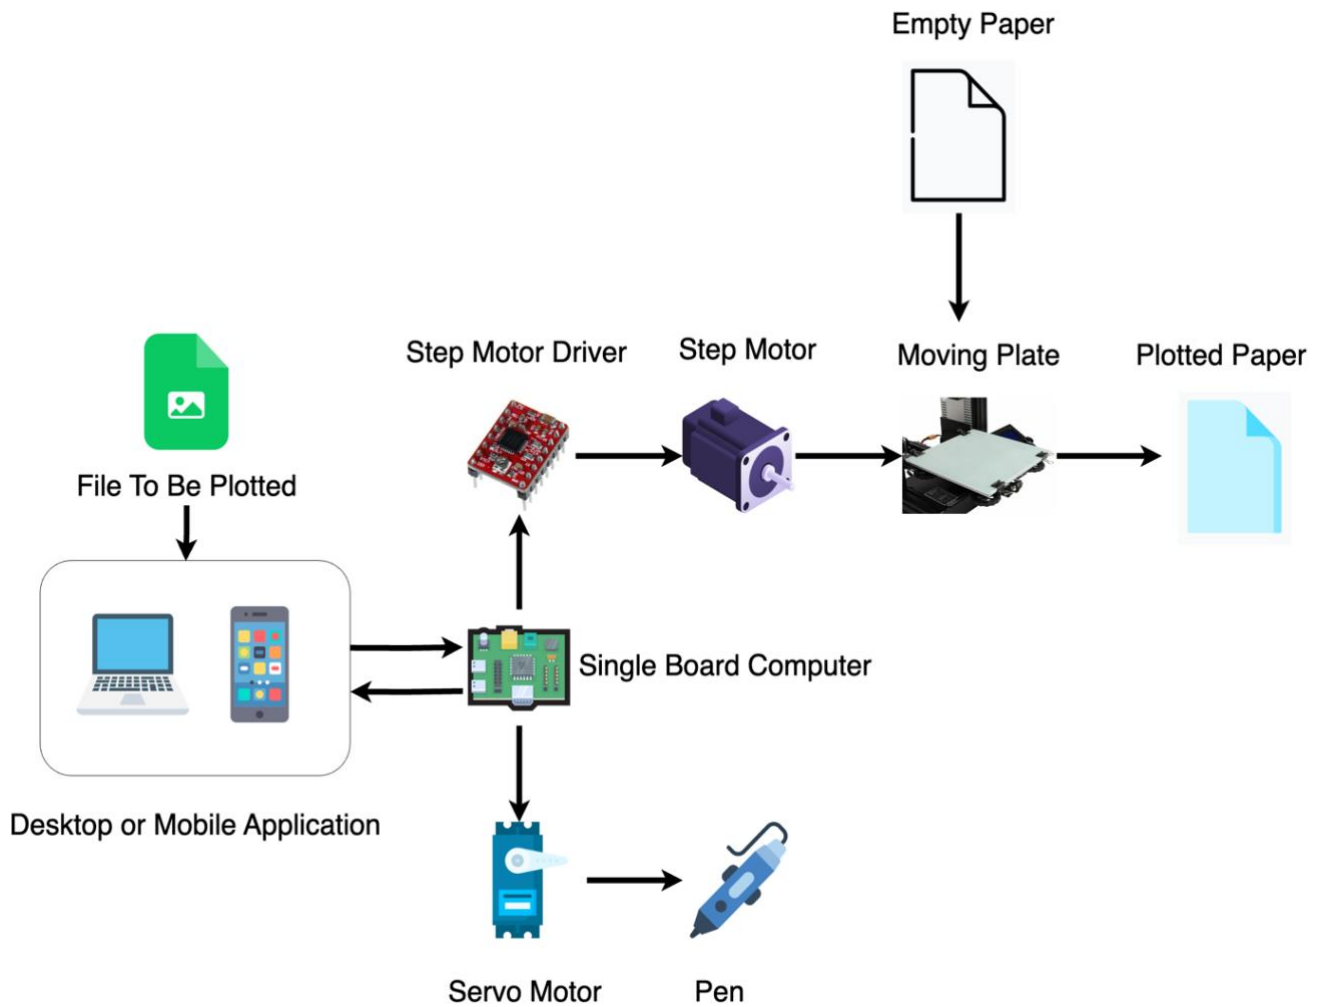 Empty Paper
Step Motor Driver
Step Motor
Moving Plate
Plotted Paper
File To Be Plotted
Single Board Computer
Desktop or Mobile Application
Servo Motor
Pen